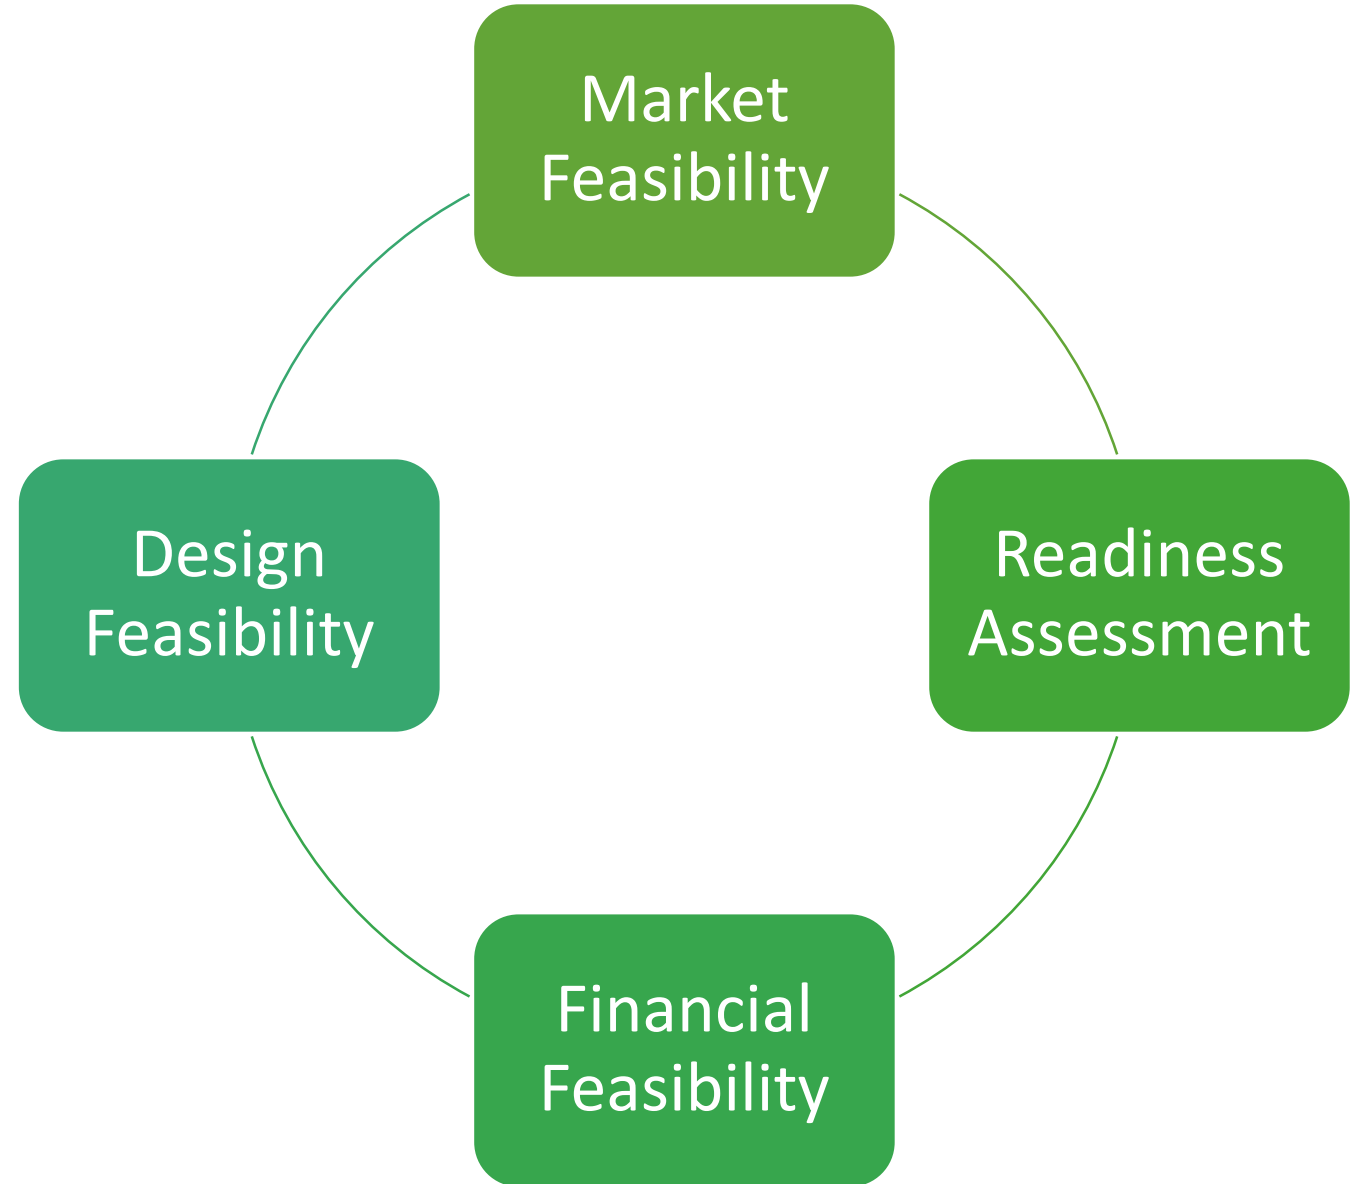 Market
Feasibility
Readiness
Assessment
Financial
Feasibility
Design
Feasibility